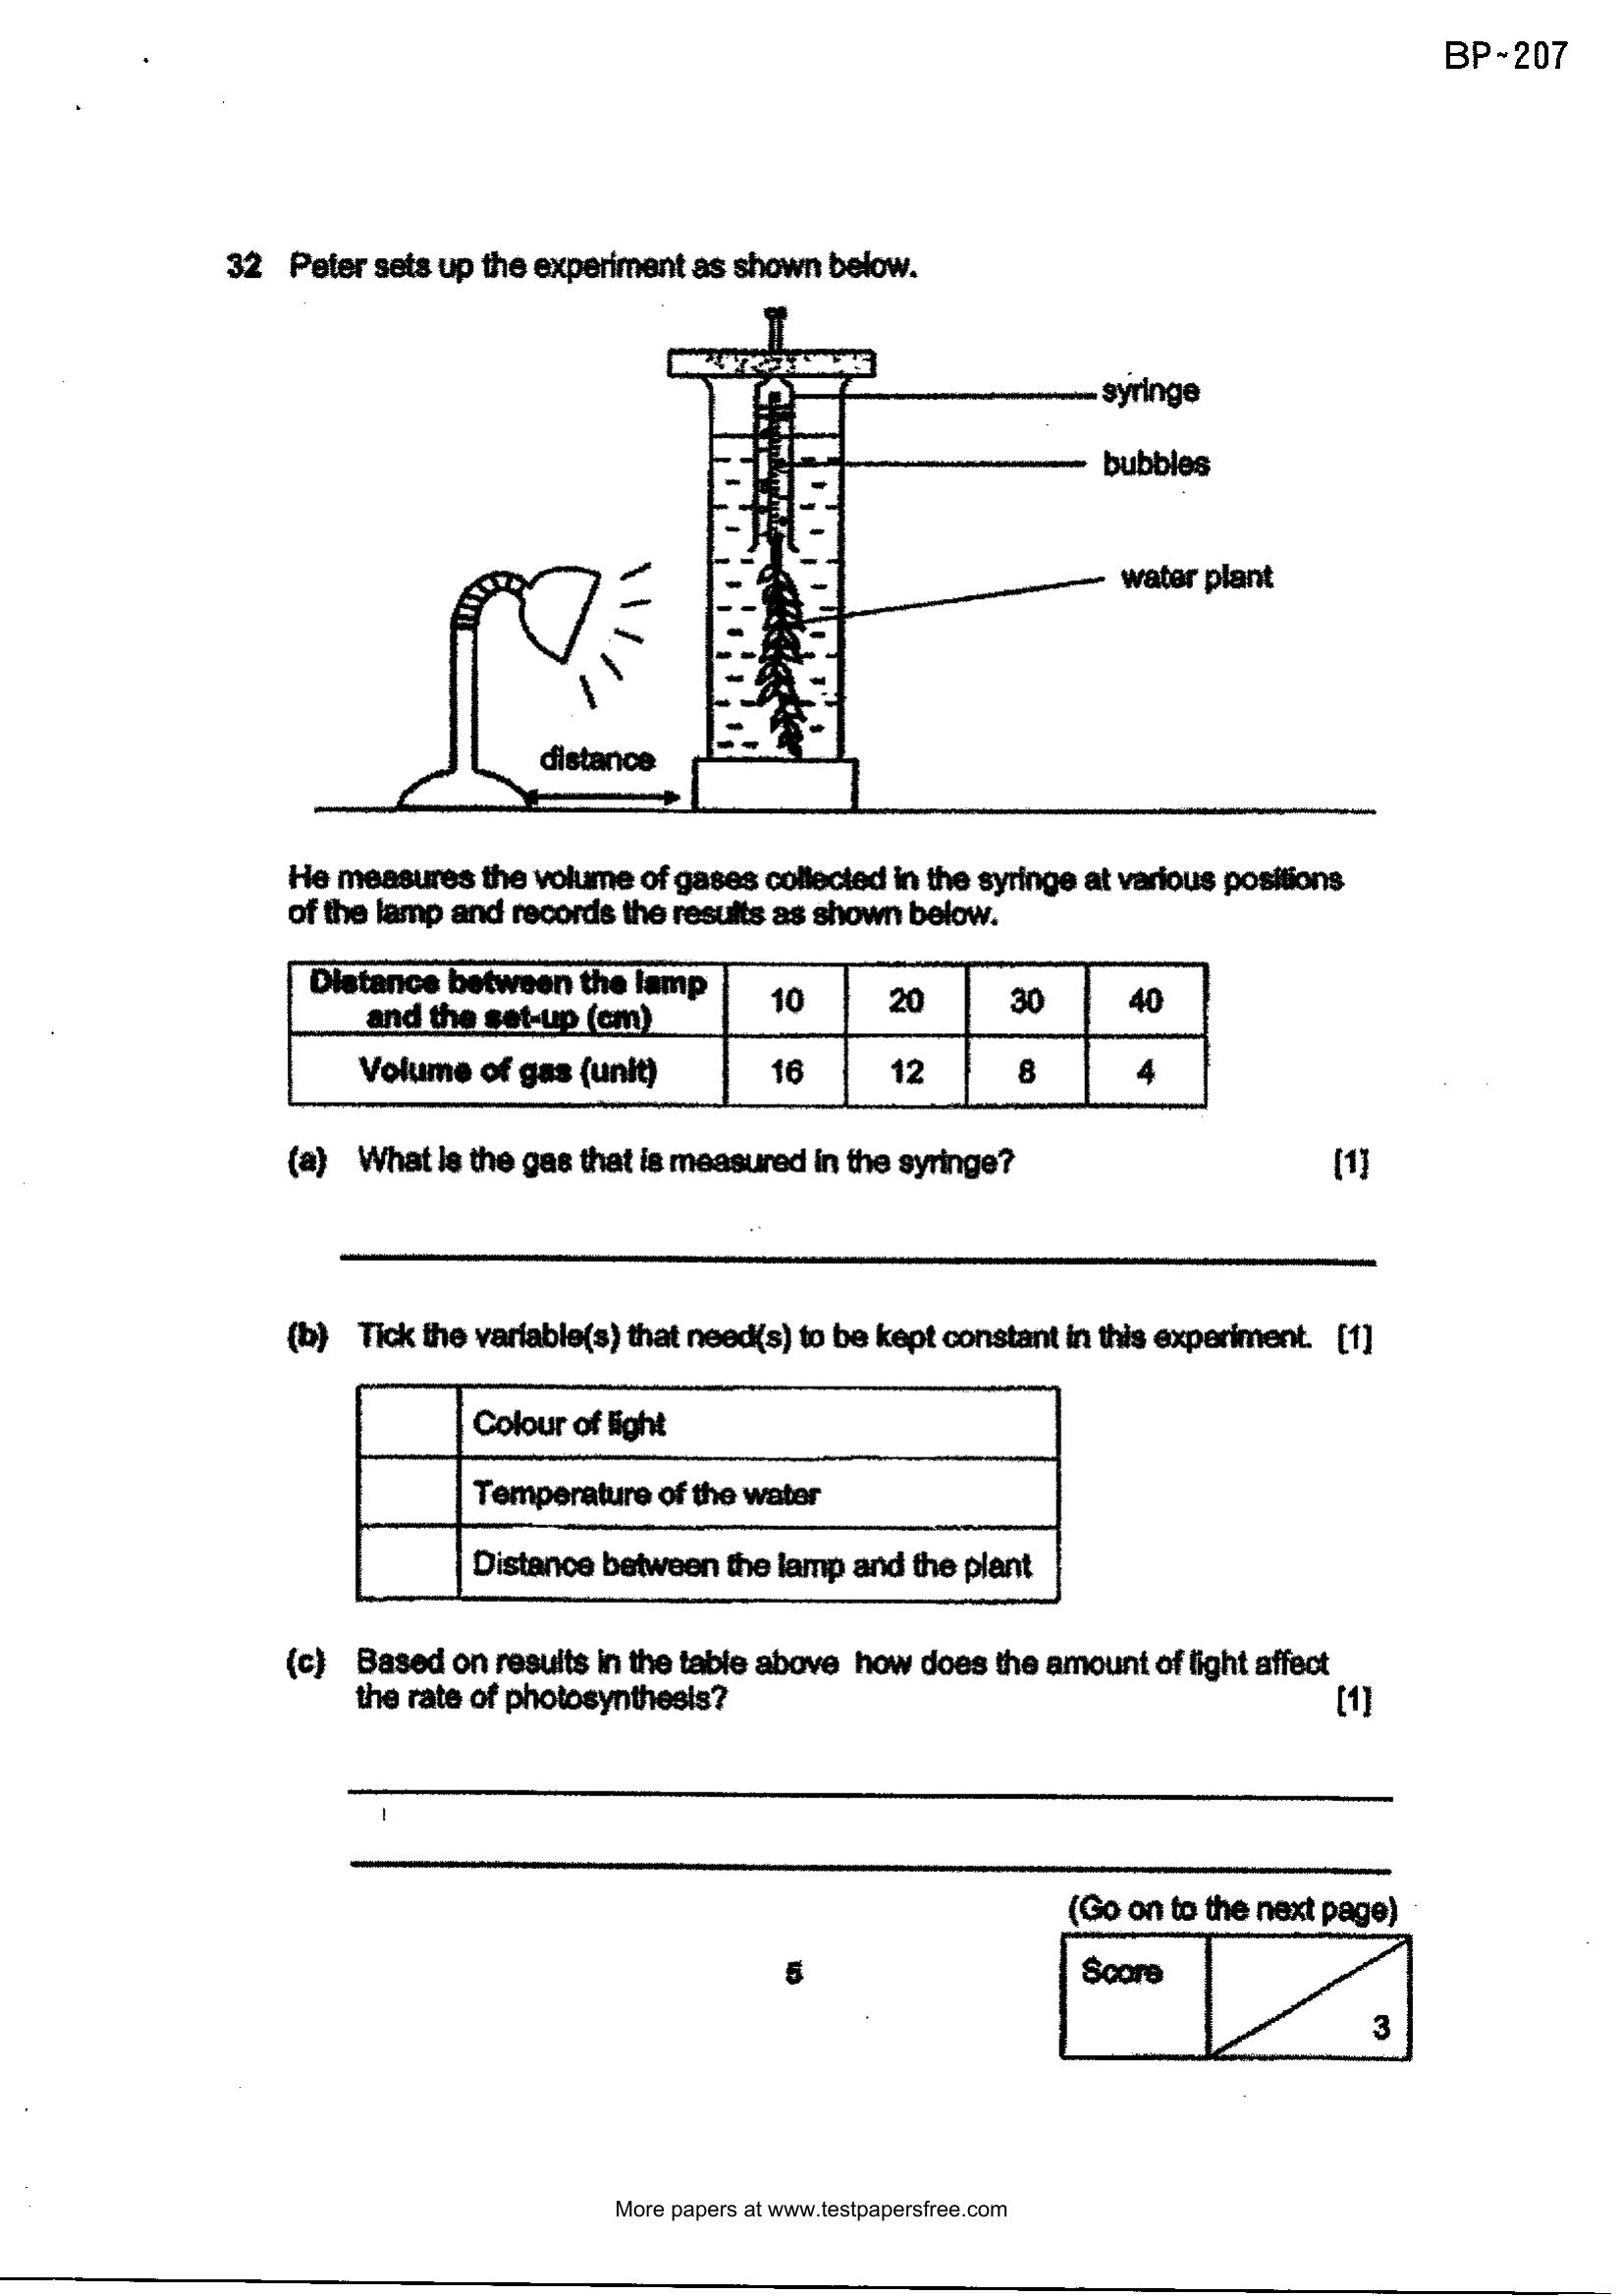 BP~207
32 Peter sets up the experiment as shown below.
syringe
bubbles
water plant
distance
He measures the volume of gases collected in the syringe at various positions
of the lamp and records the results as shown below.
Distance between the lamp
and the set-up (cm)
10 20 30 40
Volume of gas (unit) 16 12 8 4
(a) What is the gas that is measured in the syringe? [1]
(b) Tick the variable(s) that need(s) to be kept constant in this experiment. [1]
Colour of light
Temperature of the water
Distance between the lamp and the plant
(c) Based on results in the table above how does the amount of light affect
the rate of photosynthesis? [1]
(Go on to the next page)
5
Score
3
More papers at www.testpapersfree.com